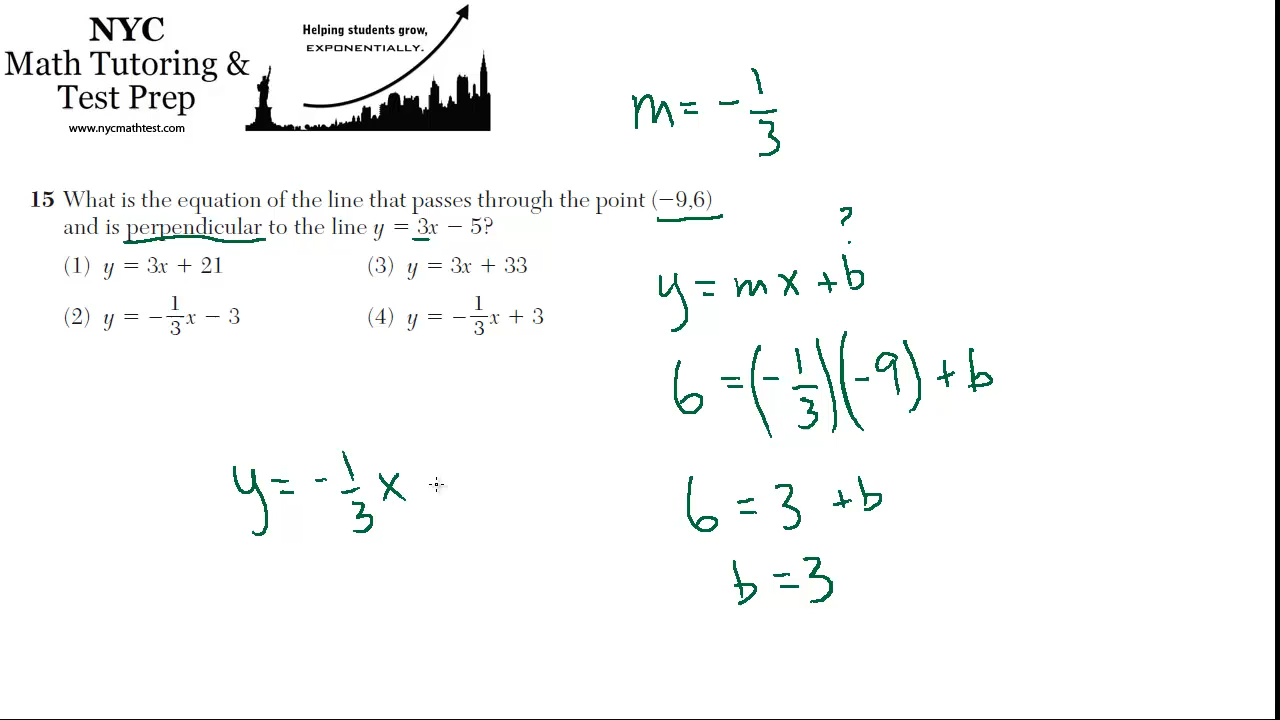 NYC
Math Tutoring &
Test Prep
www.nycmathtest.com
Helping students grow,
EXPONENTIALLY.
15 What is the equation of the line that passes through the point (−9,6)
and is perpendicular to the line y = 3x − 5?
(1) y = 3x + 21
(3) y = 3x + 33
(2) y = −1/3x − 3
(4) y = −1/3x + 3
m = -1/3
?
y = mx + b
6 = (-1/3)(-9) + b
6 = 3 + b
b = 3
y = -1/3 x